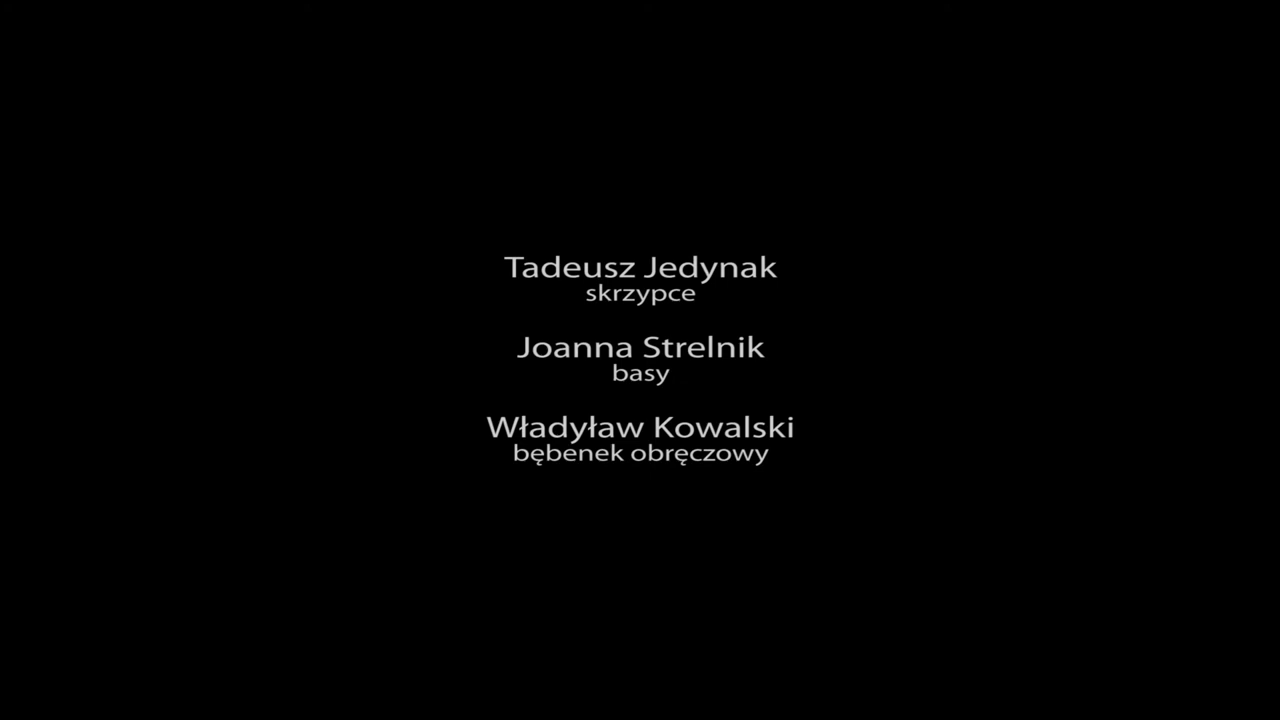 Tadeusz Jedynak
skrzypce
Joanna Strelnik
basy
Władyław Kowalski
bębenek obręczowy